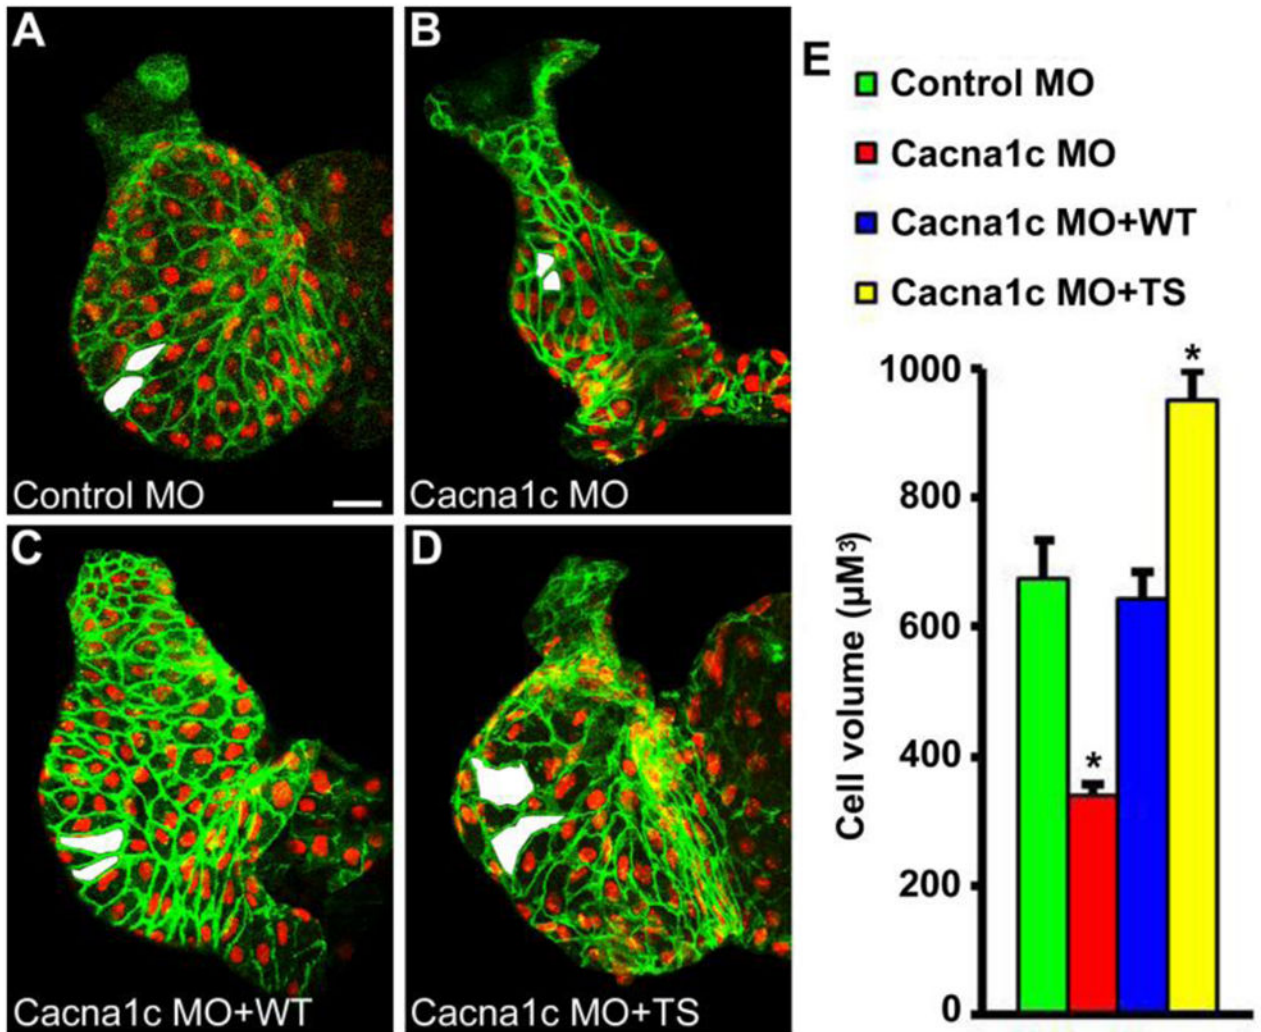 A
Control MO
B
Cacna1c MO
C
Cacna1c MO+WT
D
Cacna1c MO+TS
E
Control MO
Cacna1c MO
Cacna1c MO+WT
Cacna1c MO+TS
Cell volume (µM³)
1000
800
600
400
200
0
*
*